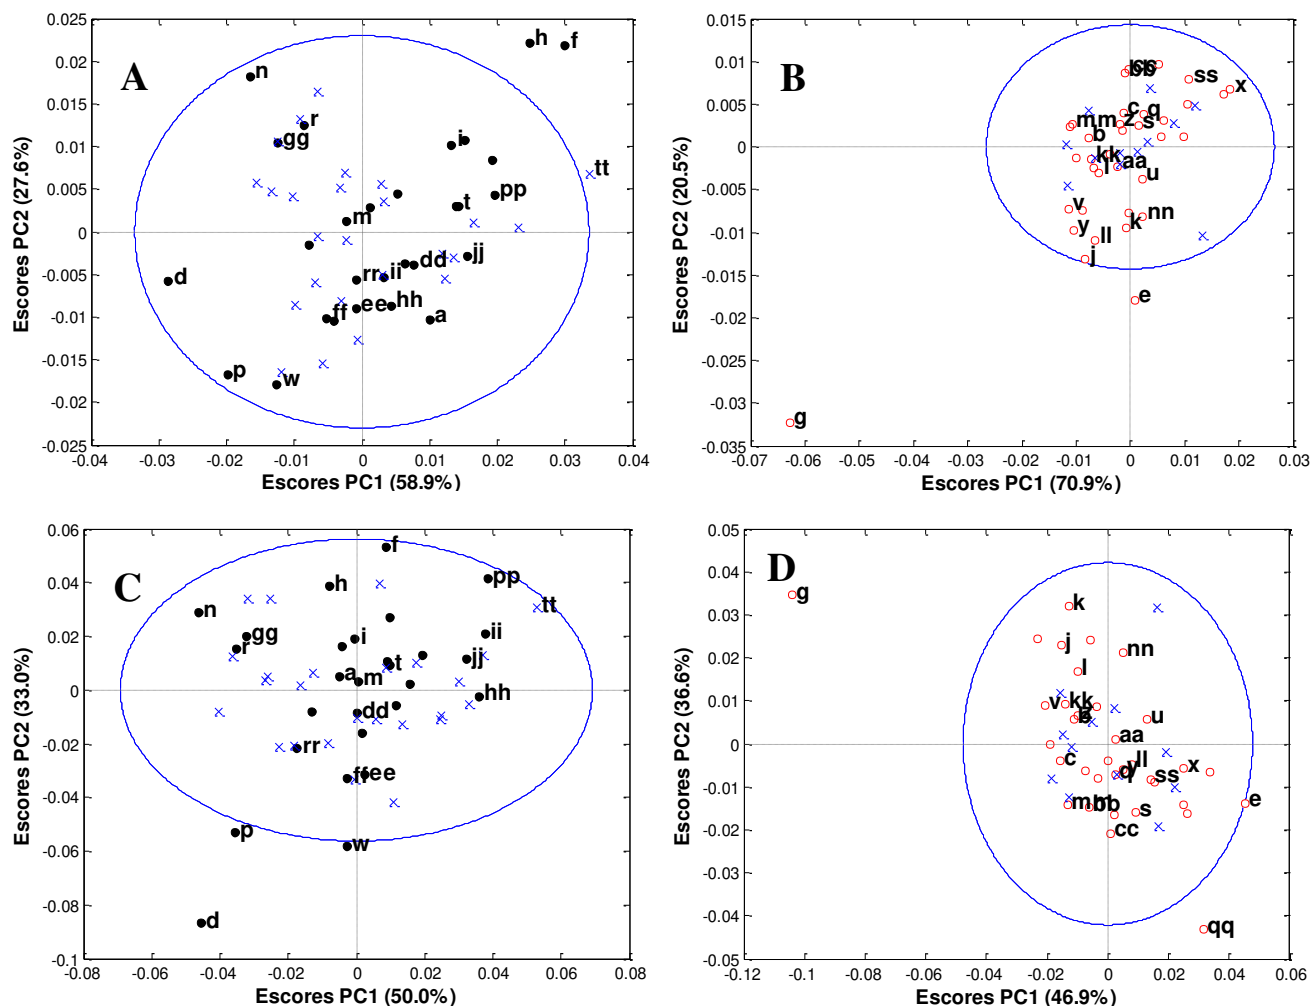 A
0.025
0.02
0.015
0.01
0.005
0
-0.005
-0.01
-0.015
-0.02
-0.025
Escores PC2 (27.6%)
h f
n
r
gg
i
tt
pp
t
m
jj
dd
ii
rr
d
hh
ee
ff
a
p
w
-0.04 -0.03 -0.02 -0.01 0 0.01 0.02 0.03 0.04
Escores PC1 (58.9%)
B
0.015
0.01
0.005
0
-0.005
-0.01
-0.015
-0.02
-0.025
-0.03
-0.035
Escores PC2 (20.5%)
ss
x
c q
mm z s
b
kk
aa
l
u
v
nn
k
y
ll
j
e
g
-0.07 -0.06 -0.05 -0.04 -0.03 -0.02 -0.01 0 0.01 0.02 0.03
Escores PC1 (70.9%)
C
0.06
0.04
0.02
0
-0.02
-0.04
-0.06
-0.08
-0.1
Escores PC2 (33.0%)
f
h
pp
n
tt
gg
r
i
ii
t
jj
a
m
hh
dd
rr
ff
ee
p
w
d
-0.08 -0.06 -0.04 -0.02 0 0.02 0.04 0.06 0.08
Escores PC1 (50.0%)
D
0.05
0.04
0.03
0.02
0.01
0
-0.01
-0.02
-0.03
-0.04
-0.05
Escores PC2 (36.6%)
g
k
j
nn
l
v
kk
u
aa
c
ll
x
y
q
ss
e
mm
bb
s
cc
qq
-0.12 -0.1 -0.08 -0.06 -0.04 -0.02 0 0.02 0.04 0.06
Escores PC1 (46.9%)